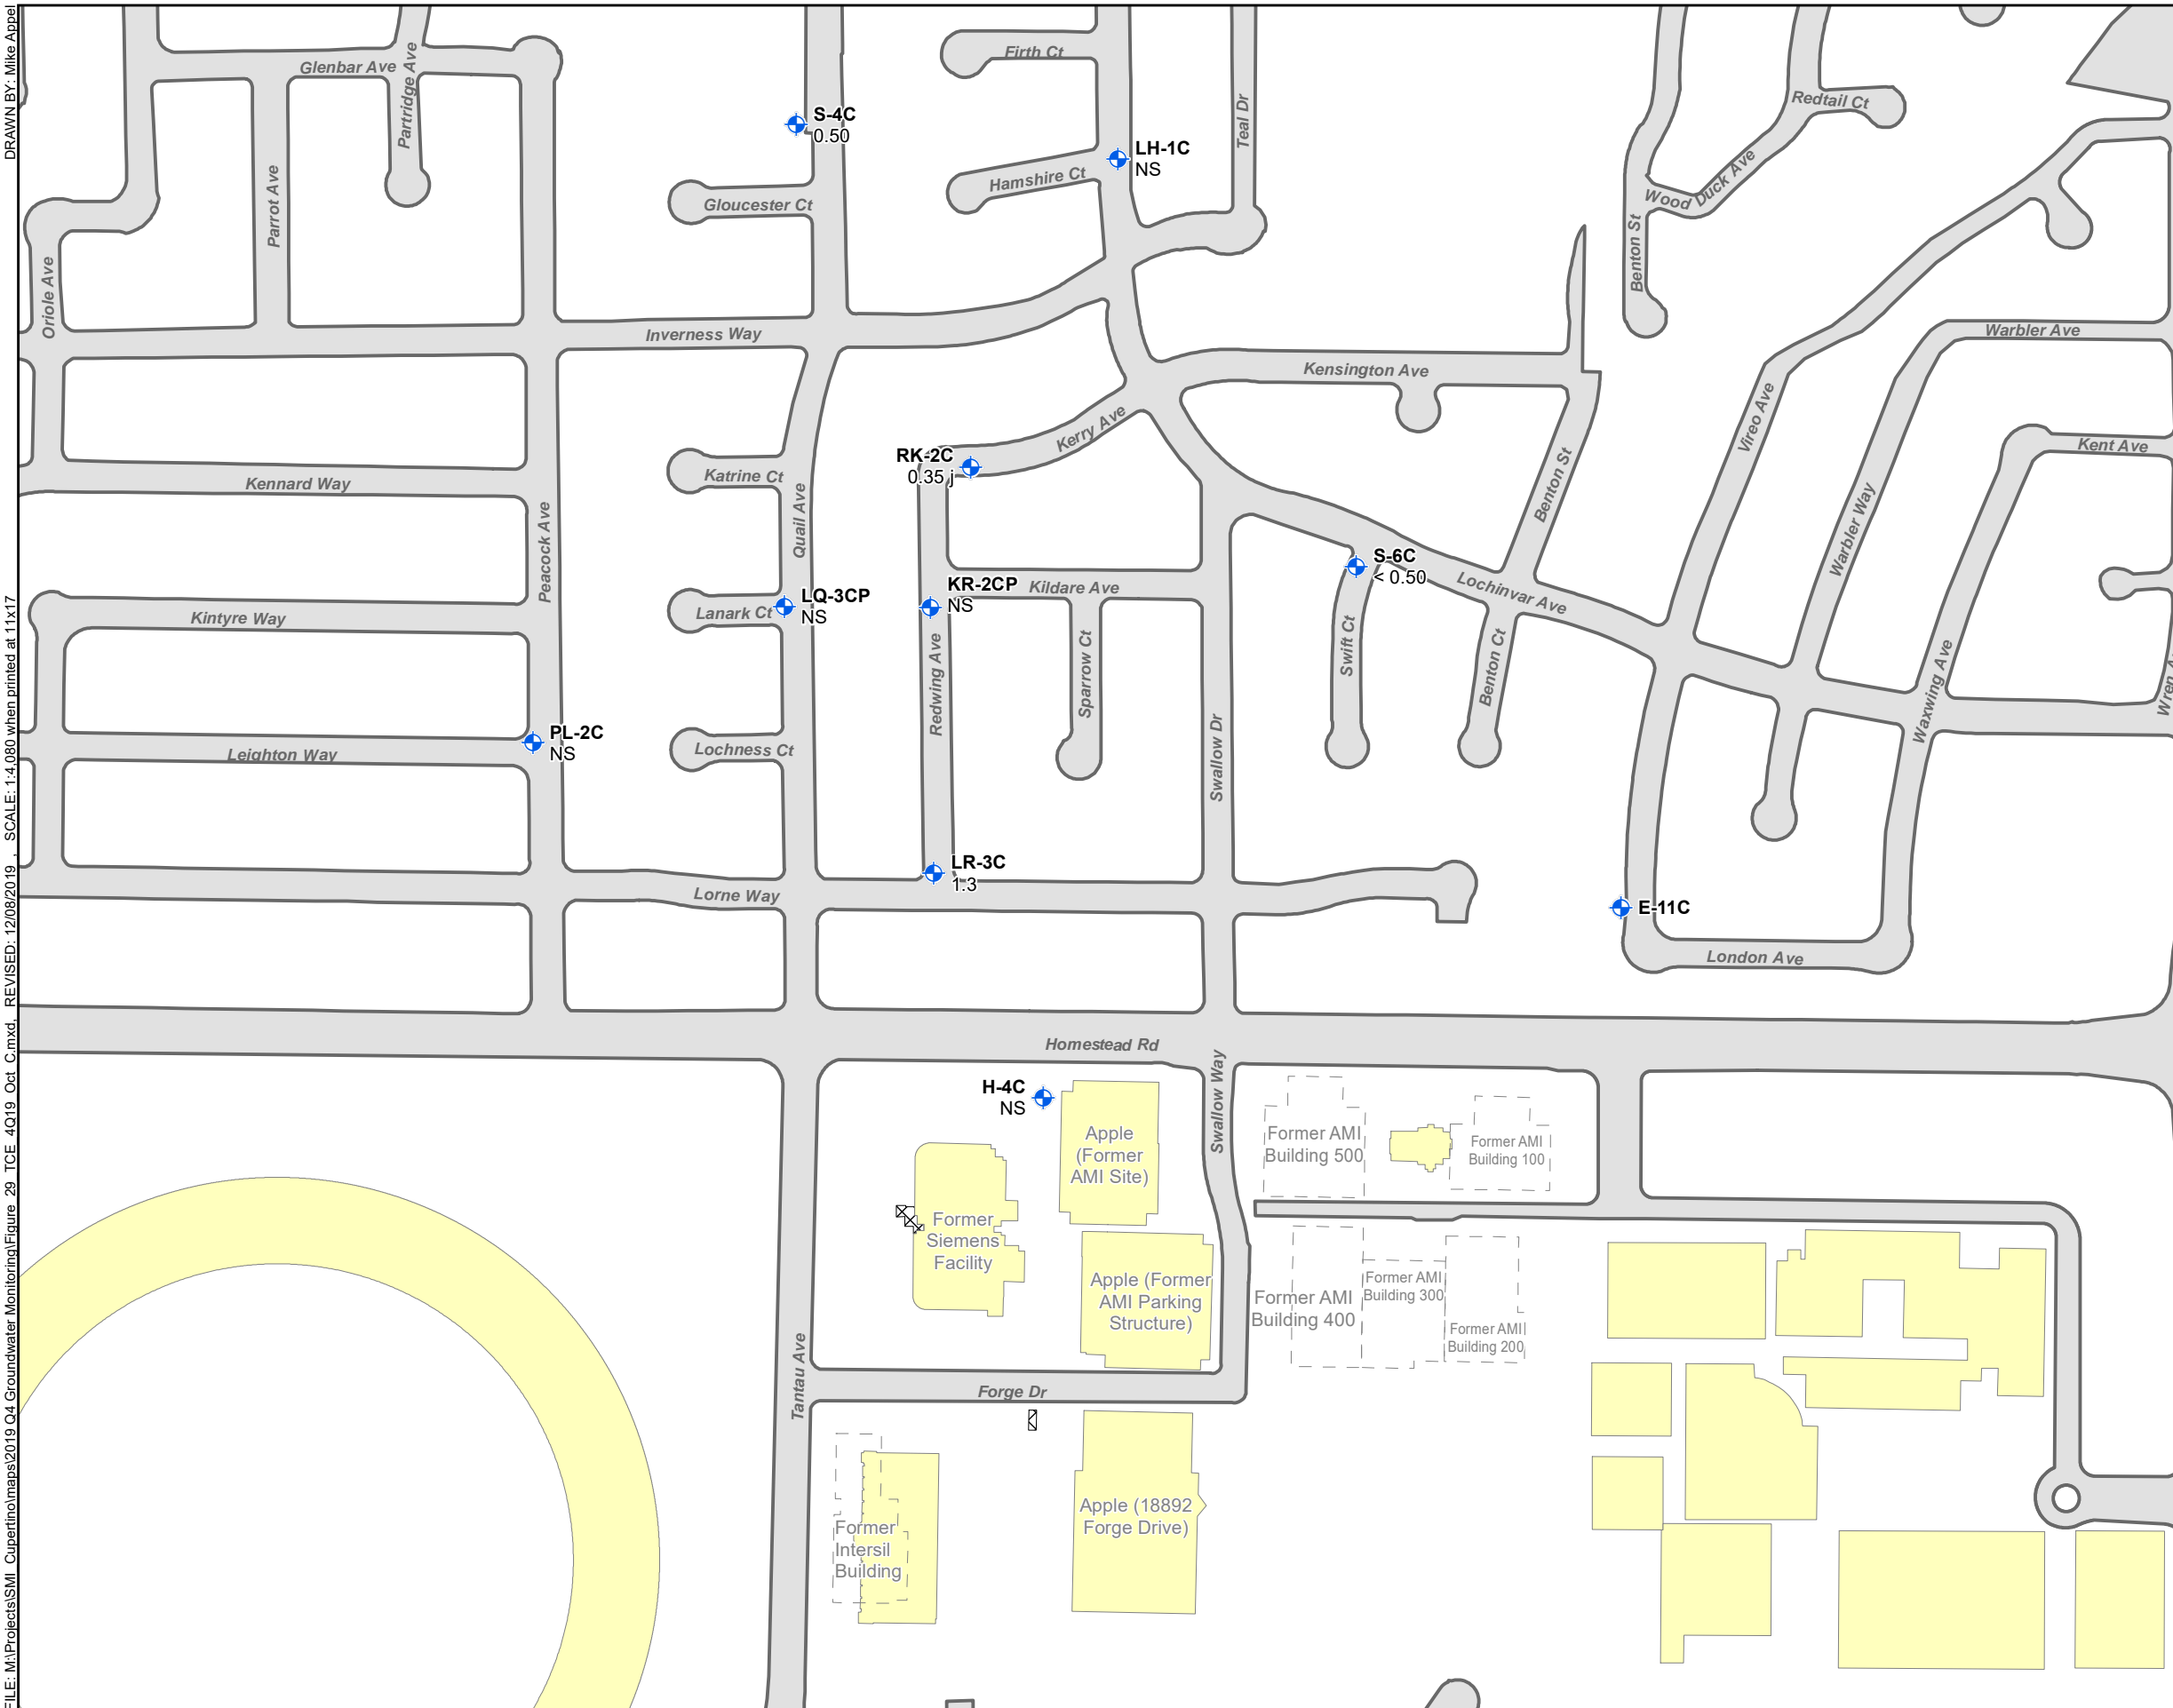 DRAWN BY: Mike Appel
FILE: M:\Projects\SMI Cupertino\maps\2019 Q4 Groundwater Monitoring\Figure 29 TCE 4Q19 Oct C.mxd, REVISED: 12/08/2019 , SCALE: 1:4,080 when printed at 11x17
Glenbar Ave
Partridge Ave
Parrot Ave
Oriole Ave
Firth Ct
Teal Dr
Redtail Ct
S-4C
0.50
LH-1C
NS
Hamshire Ct
Gloucester Ct
Wood Duck Ave
Benton St
Inverness Way
Warbler Ave
Kensington Ave
Kerry Ave
Vireo Ave
Kent Ave
RK-2C
0.35 j
Katrine Ct
Kennard Way
Peacock Ave
Quail Ave
Benton St
Warbler Way
S-6C
< 0.50
Lochinvar Ave
KR-2CP
NS
Kildare Ave
LQ-3CP
NS
Lanark Ct
Kintyre Way
Redwing Ave
Sparrow Ct
Swift Ct
Benton Ct
Waxwing Ave
Wren A
PL-2C
NS
Leighton Way
Lochness Ct
Swallow Dr
LR-3C
1.3
Lorne Way
E-11C
London Ave
Homestead Rd
Swallow Way
H-4C
NS
Apple
(Former
AMI Site)
Former AMI
Building 500
Former AMI
Building 100
Former
Siemens
Facility
Apple (Former
AMI Parking
Structure)
Former AMI
Building 400
Former AMI
Building 300
Former AMI
Building 200
Tantau Ave
Forge Dr
Former
Intersil
Building
Apple (18892
Forge Drive)